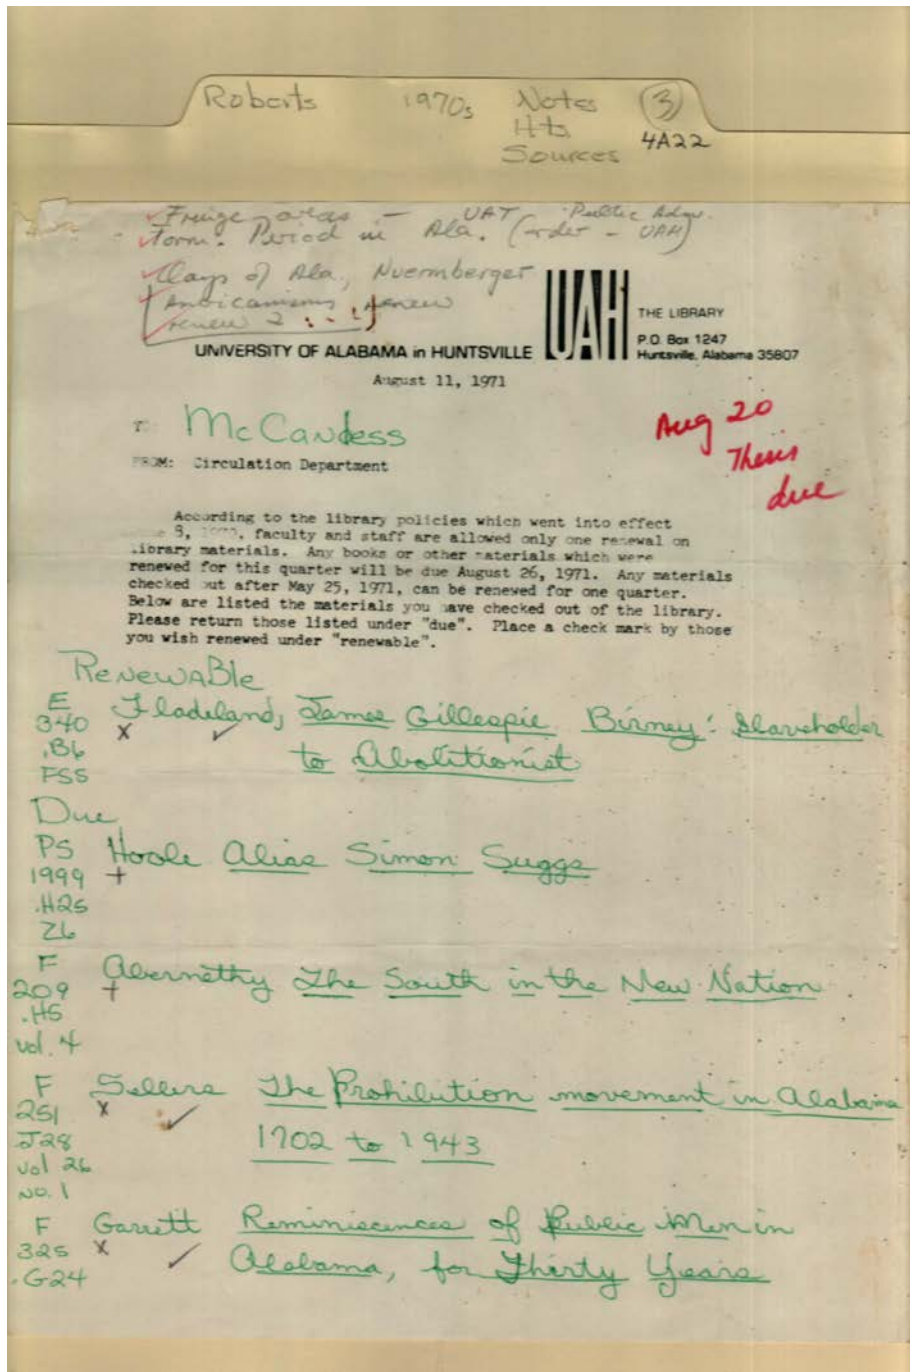 Roberts 1970s Notes 3
Hts
Sources 4A22
Fringe areas - UAT Public Adm.
Form. Period in Ala. (order - UAH)
Clays of Ala., Nuermberger
renew
renew 2
UAH
THE LIBRARY
P.O. Box 1247
Huntsville, Alabama 35807
UNIVERSITY OF ALABAMA in HUNTSVILLE
August 11, 1971
McCandess
Aug 20
Thesis
due
FROM: Circulation Department
According to the library policies which went into effect
8, faculty and staff are allowed only one renewal on
library materials. Any books or other materials which were
renewed for this quarter will be due August 26, 1971. Any materials
checked out after May 25, 1971, can be renewed for one quarter.
Below are listed the materials you have checked out of the library.
Please return those listed under "due". Place a check mark by those
you wish renewed under "renewable".
Renewable
E Fladeland, James Gillespie Birney: Slaveholder
340 x ✓
.B6 to Abolitionist
F55
Due
PS Hoole Alias Simon Suggs
1999 +
.H25
Z6
F Abernethy The South in the New Nation
209 +
.H5
vol. 4
F Sellers The Prohibition movement in Alabama
251 x ✓
J28 1702 to 1943
vol 26
no. 1
F Garrett Reminiscences of Public Men in
325 x ✓ Alabama, for Thirty Years
.G24